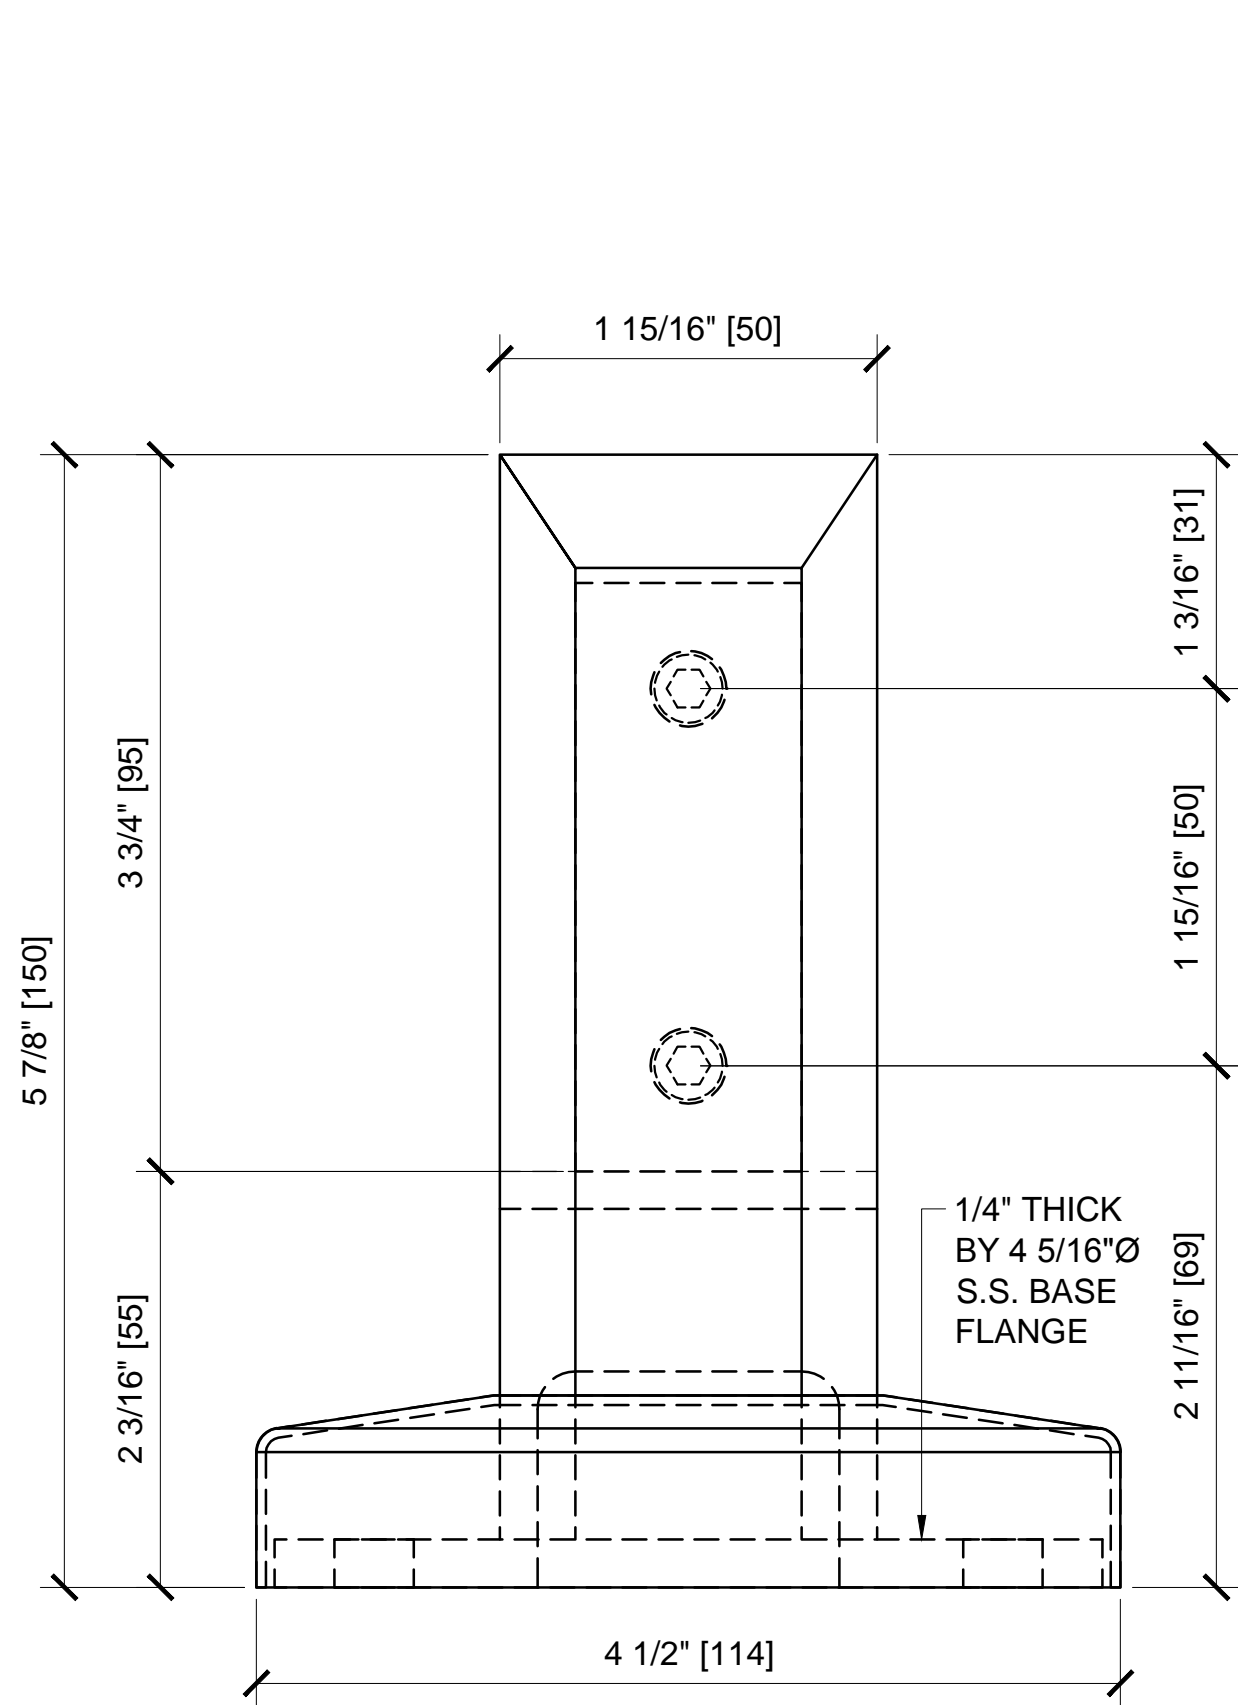 1 15/16" [50]
1 3/16" [31]
3 3/4" [95]
1 15/16" [50]
5 7/8" [150]
1/4" THICK
BY 4 5/16"Ø
S.S. BASE
FLANGE
2 11/16" [69]
2 3/16" [55]
4 1/2" [114]